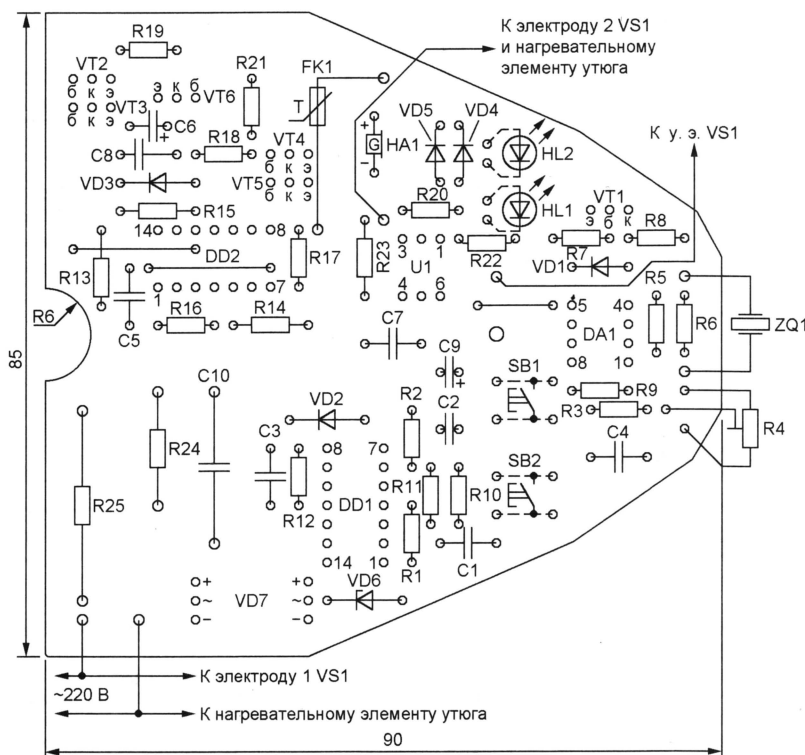 К электроду 2 VS1
и нагревательному
элементу утюга
R19
VT2
R21
FK1
э к б
б к э
VT3
VT6
T
VD5
VD4
К у. э. VS1
б к э
C6
+
+
G
HA1
–
HL2
R18
VT4
C8
б к э
VT5
б к э
VD3
R20
HL1
VT1
э б к
R8
R15
14
8
R23
3
1
R22
R7
DD2
R17
U1
VD1
R13
R5
1
7
4
6
5
4
R6
R16
R14
DA1
R6
ZQ1
C5
C7
8
1
85
C9
+
SB1
C10
VD2
R2
C2
R9
R3
R4
C3
8
7
C4
R24
SB2
R11
R10
R25
R12
DD1
14
1
R1
C1
+
+
VD6
~
VD7
~
–
–
К электроду 1 VS1
~220 В
К нагревательному элементу утюга
90